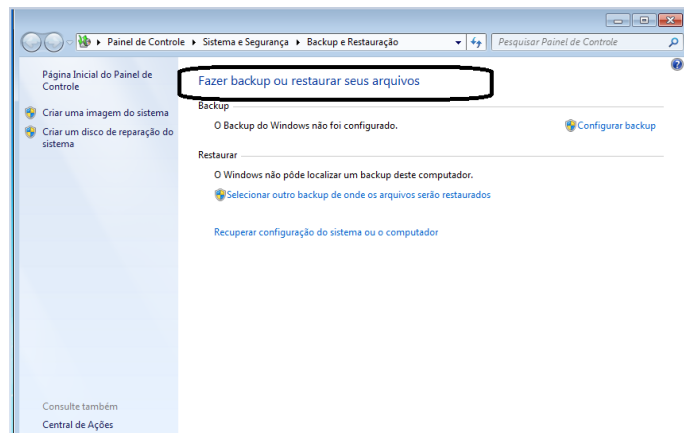 Painel de Controle ▸ Sistema e Segurança ▸ Backup e Restauração
Pesquisar Painel de Controle
Página Inicial do Painel de
Controle
Criar uma imagem do sistema
Criar um disco de reparação do
sistema
Consulte também
Central de Ações
Fazer backup ou restaurar seus arquivos
Backup
O Backup do Windows não foi configurado.
Configurar backup
Restaurar
O Windows não pôde localizar um backup deste computador.
Selecionar outro backup de onde os arquivos serão restaurados
Recuperar configuração do sistema ou o computador